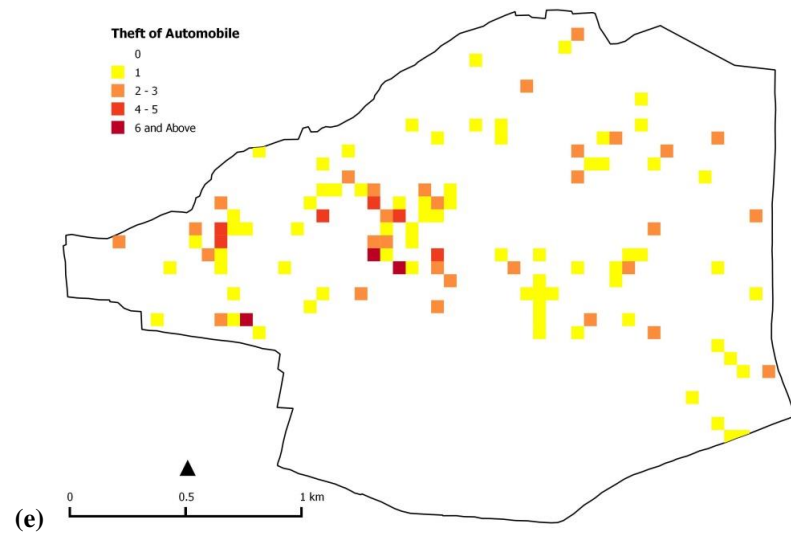 Theft of Automobile
0
1
2 - 3
4 - 5
6 and Above
0 0.5 1 km
(e)